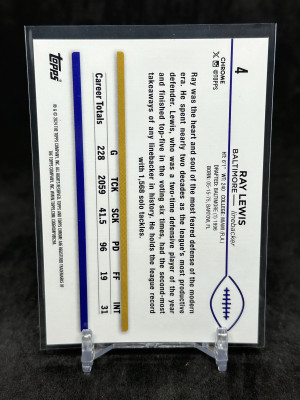 4
CHROME
@TOPPS
RAY LEWIS
BALTIMORE — linebacker
Ray was the heart and soul of the most feared defense of the modern
era. He spent nearly two decades as the league's most productive
defender. Lewis, who was a two-time defensive player of the year
and finished top-five in the voting six times, had the second-most
takeaways of any linebacker in history. He holds the league record
with 1,568 solo tackles.
G TCK SCK PD FF INT
Career Totals 228 2059 41.5 96 19 31
topps